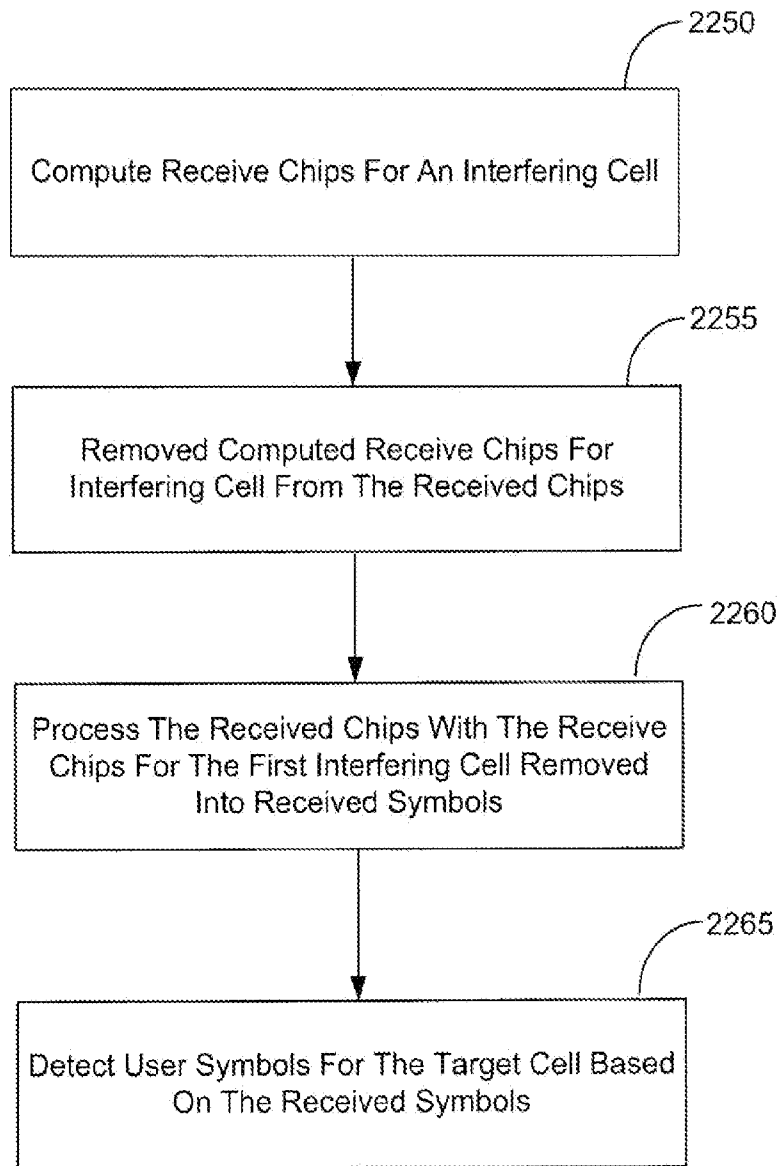 2250
Compute Receive Chips For An Interfering Cell
2255
Removed Computed Receive Chips For
Interfering Cell From The Received Chips
2260
Process The Received Chips With The Receive
Chips For The First Interfering Cell Removed
Into Received Symbols
2265
Detect User Symbols For The Target Cell Based
On The Received Symbols